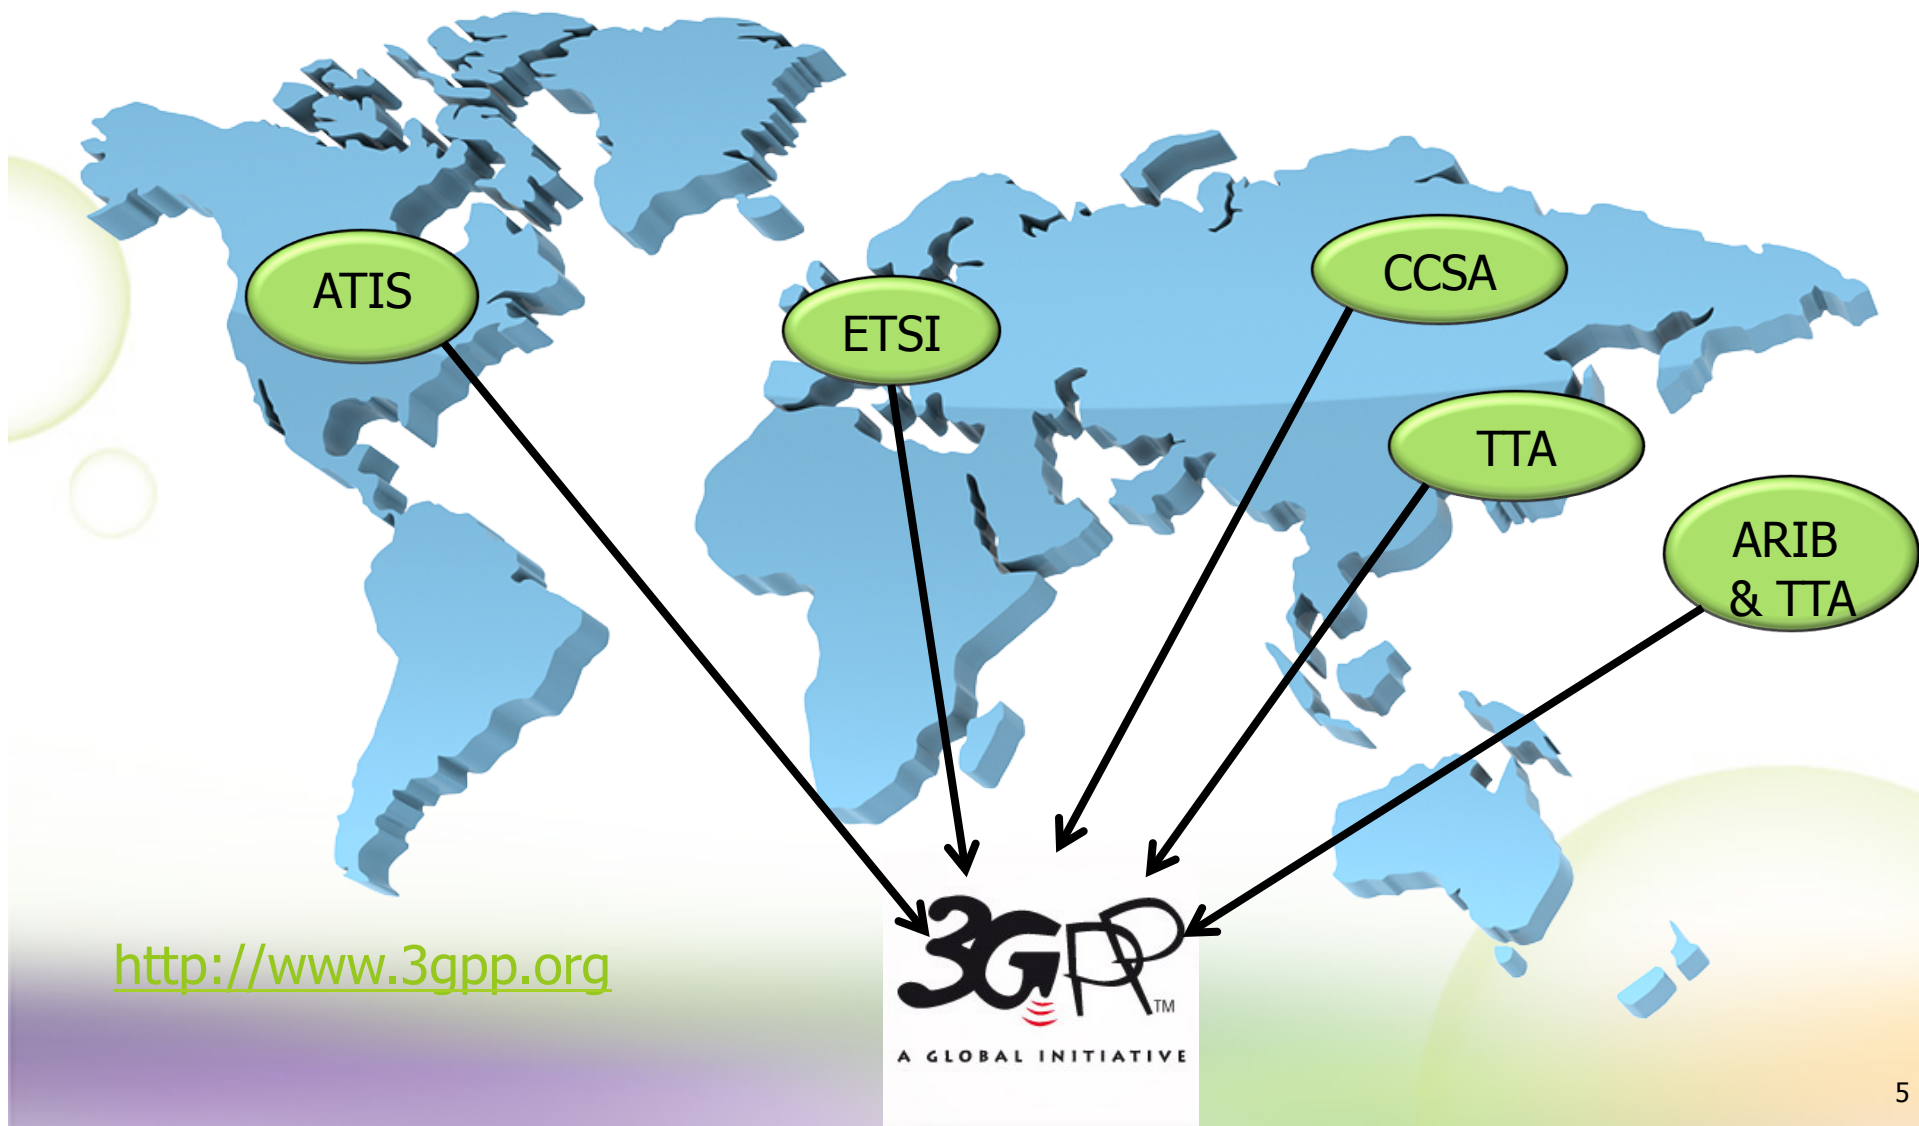 ATIS
ETSI
CCSA
TTA
ARIB
& TTA
http://www.3gpp.org
3GPP
TM
A GLOBAL INITIATIVE
5